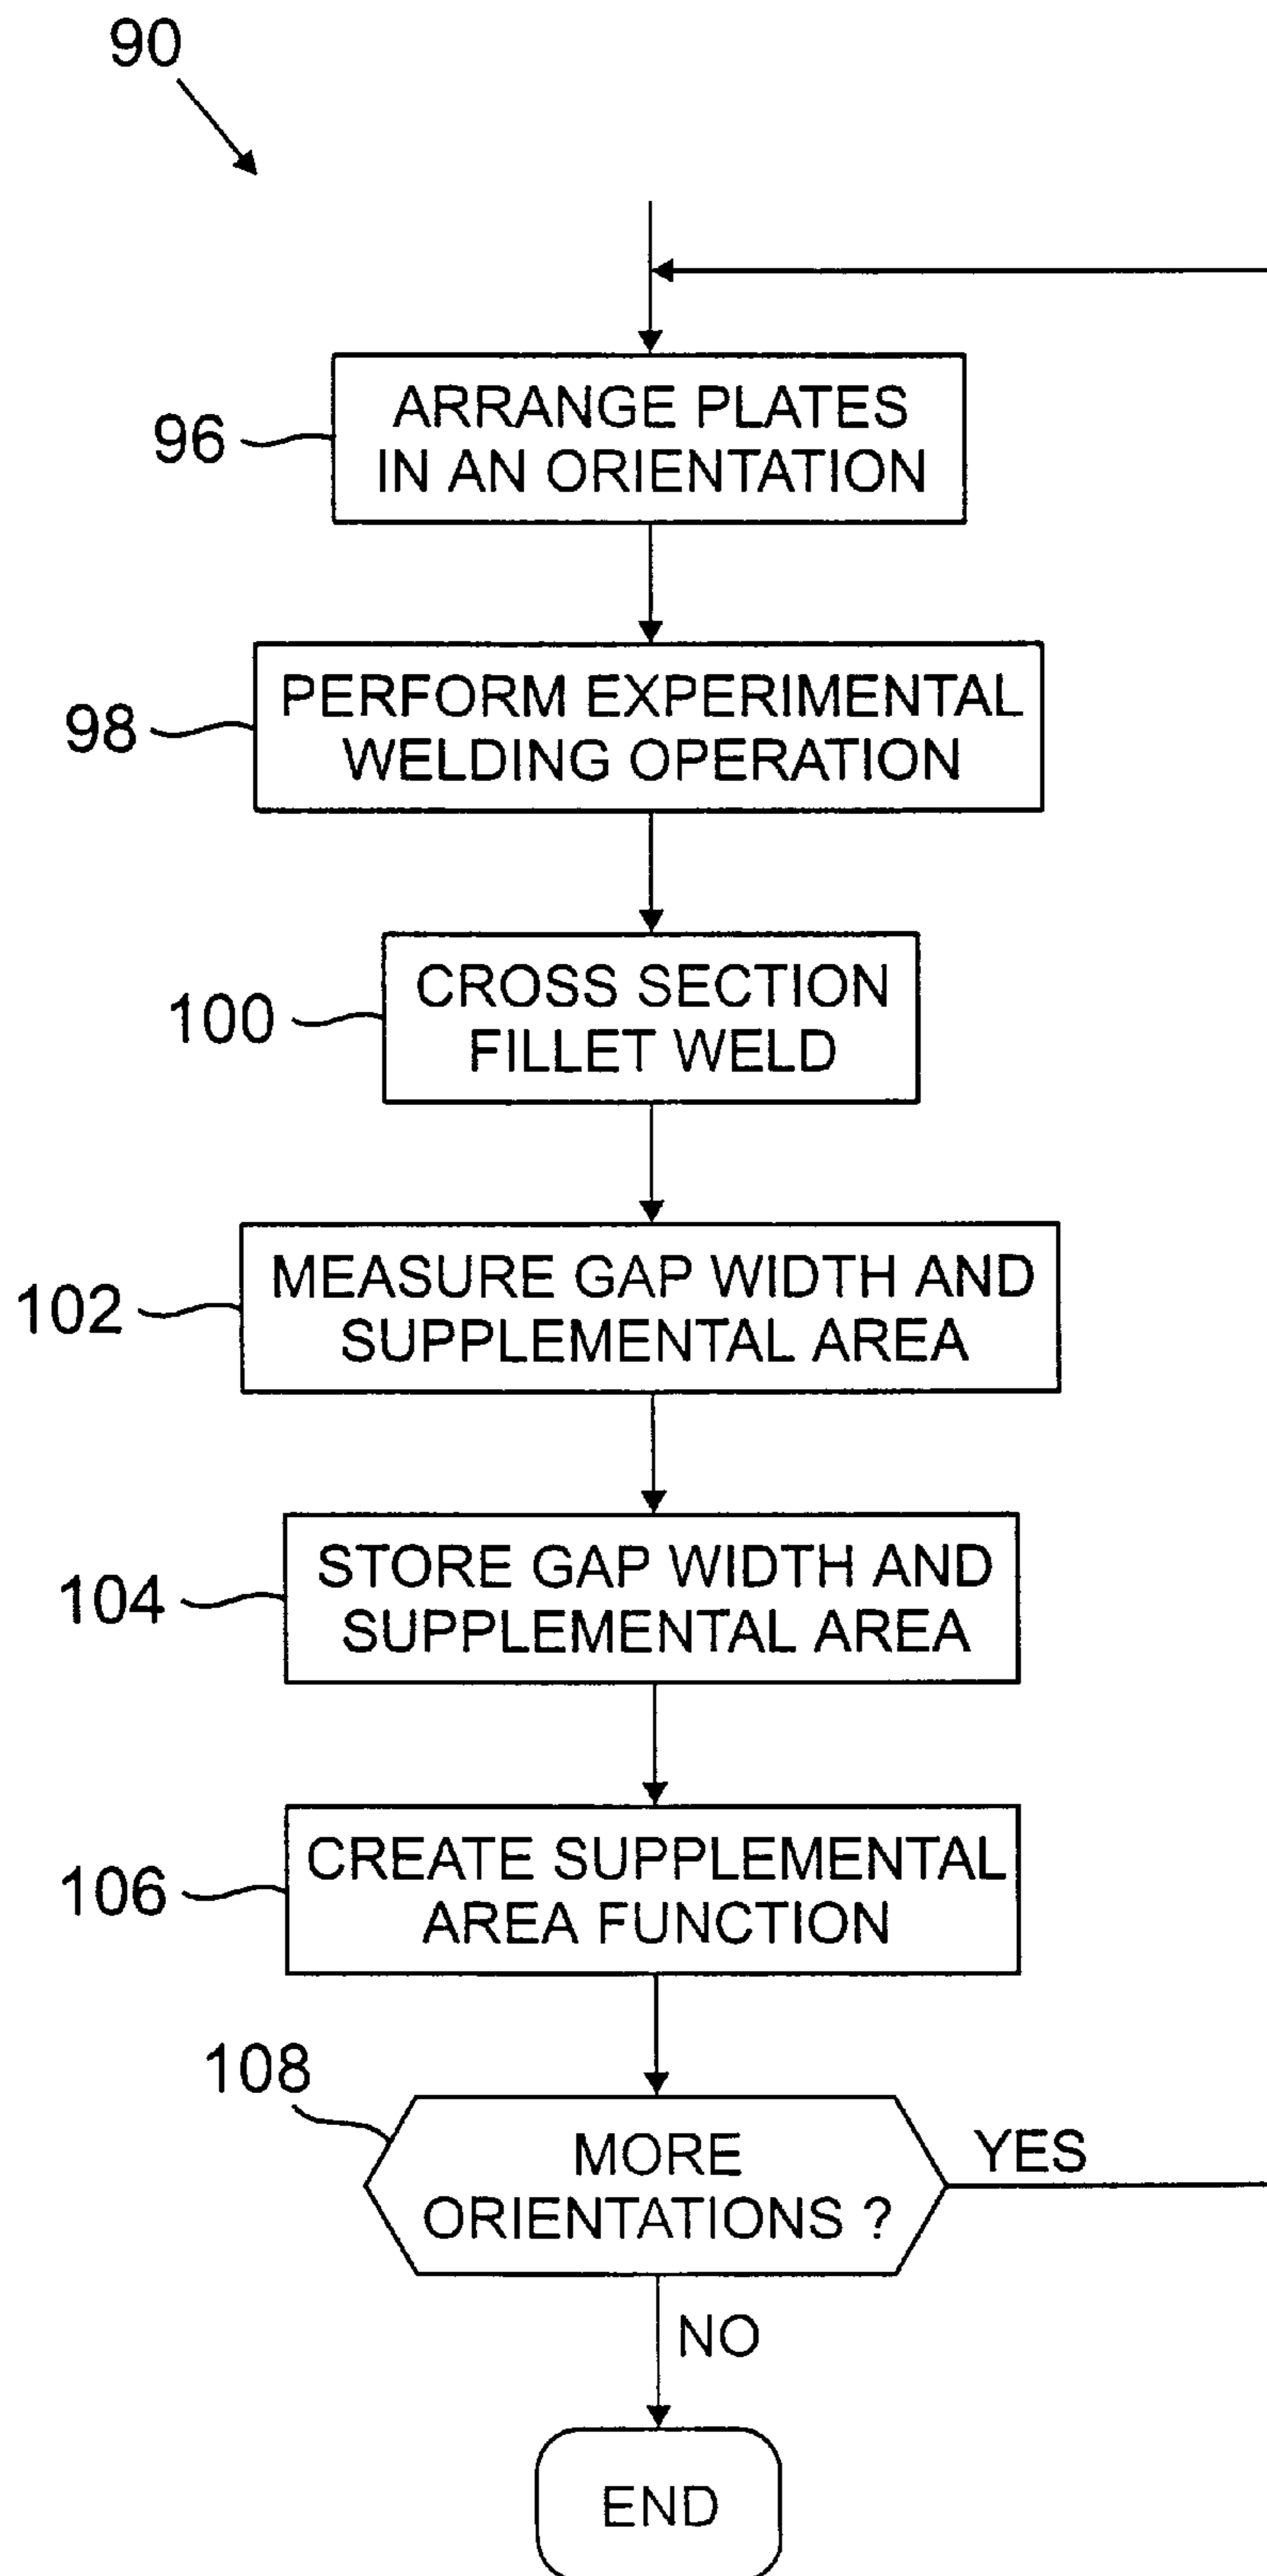 90
96
ARRANGE PLATES
IN AN ORIENTATION
98
PERFORM EXPERIMENTAL
WELDING OPERATION
100
CROSS SECTION
FILLET WELD
102
MEASURE GAP WIDTH AND
SUPPLEMENTAL AREA
104
STORE GAP WIDTH AND
SUPPLEMENTAL AREA
106
CREATE SUPPLEMENTAL
AREA FUNCTION
108
MORE
ORIENTATIONS ?
YES
NO
END